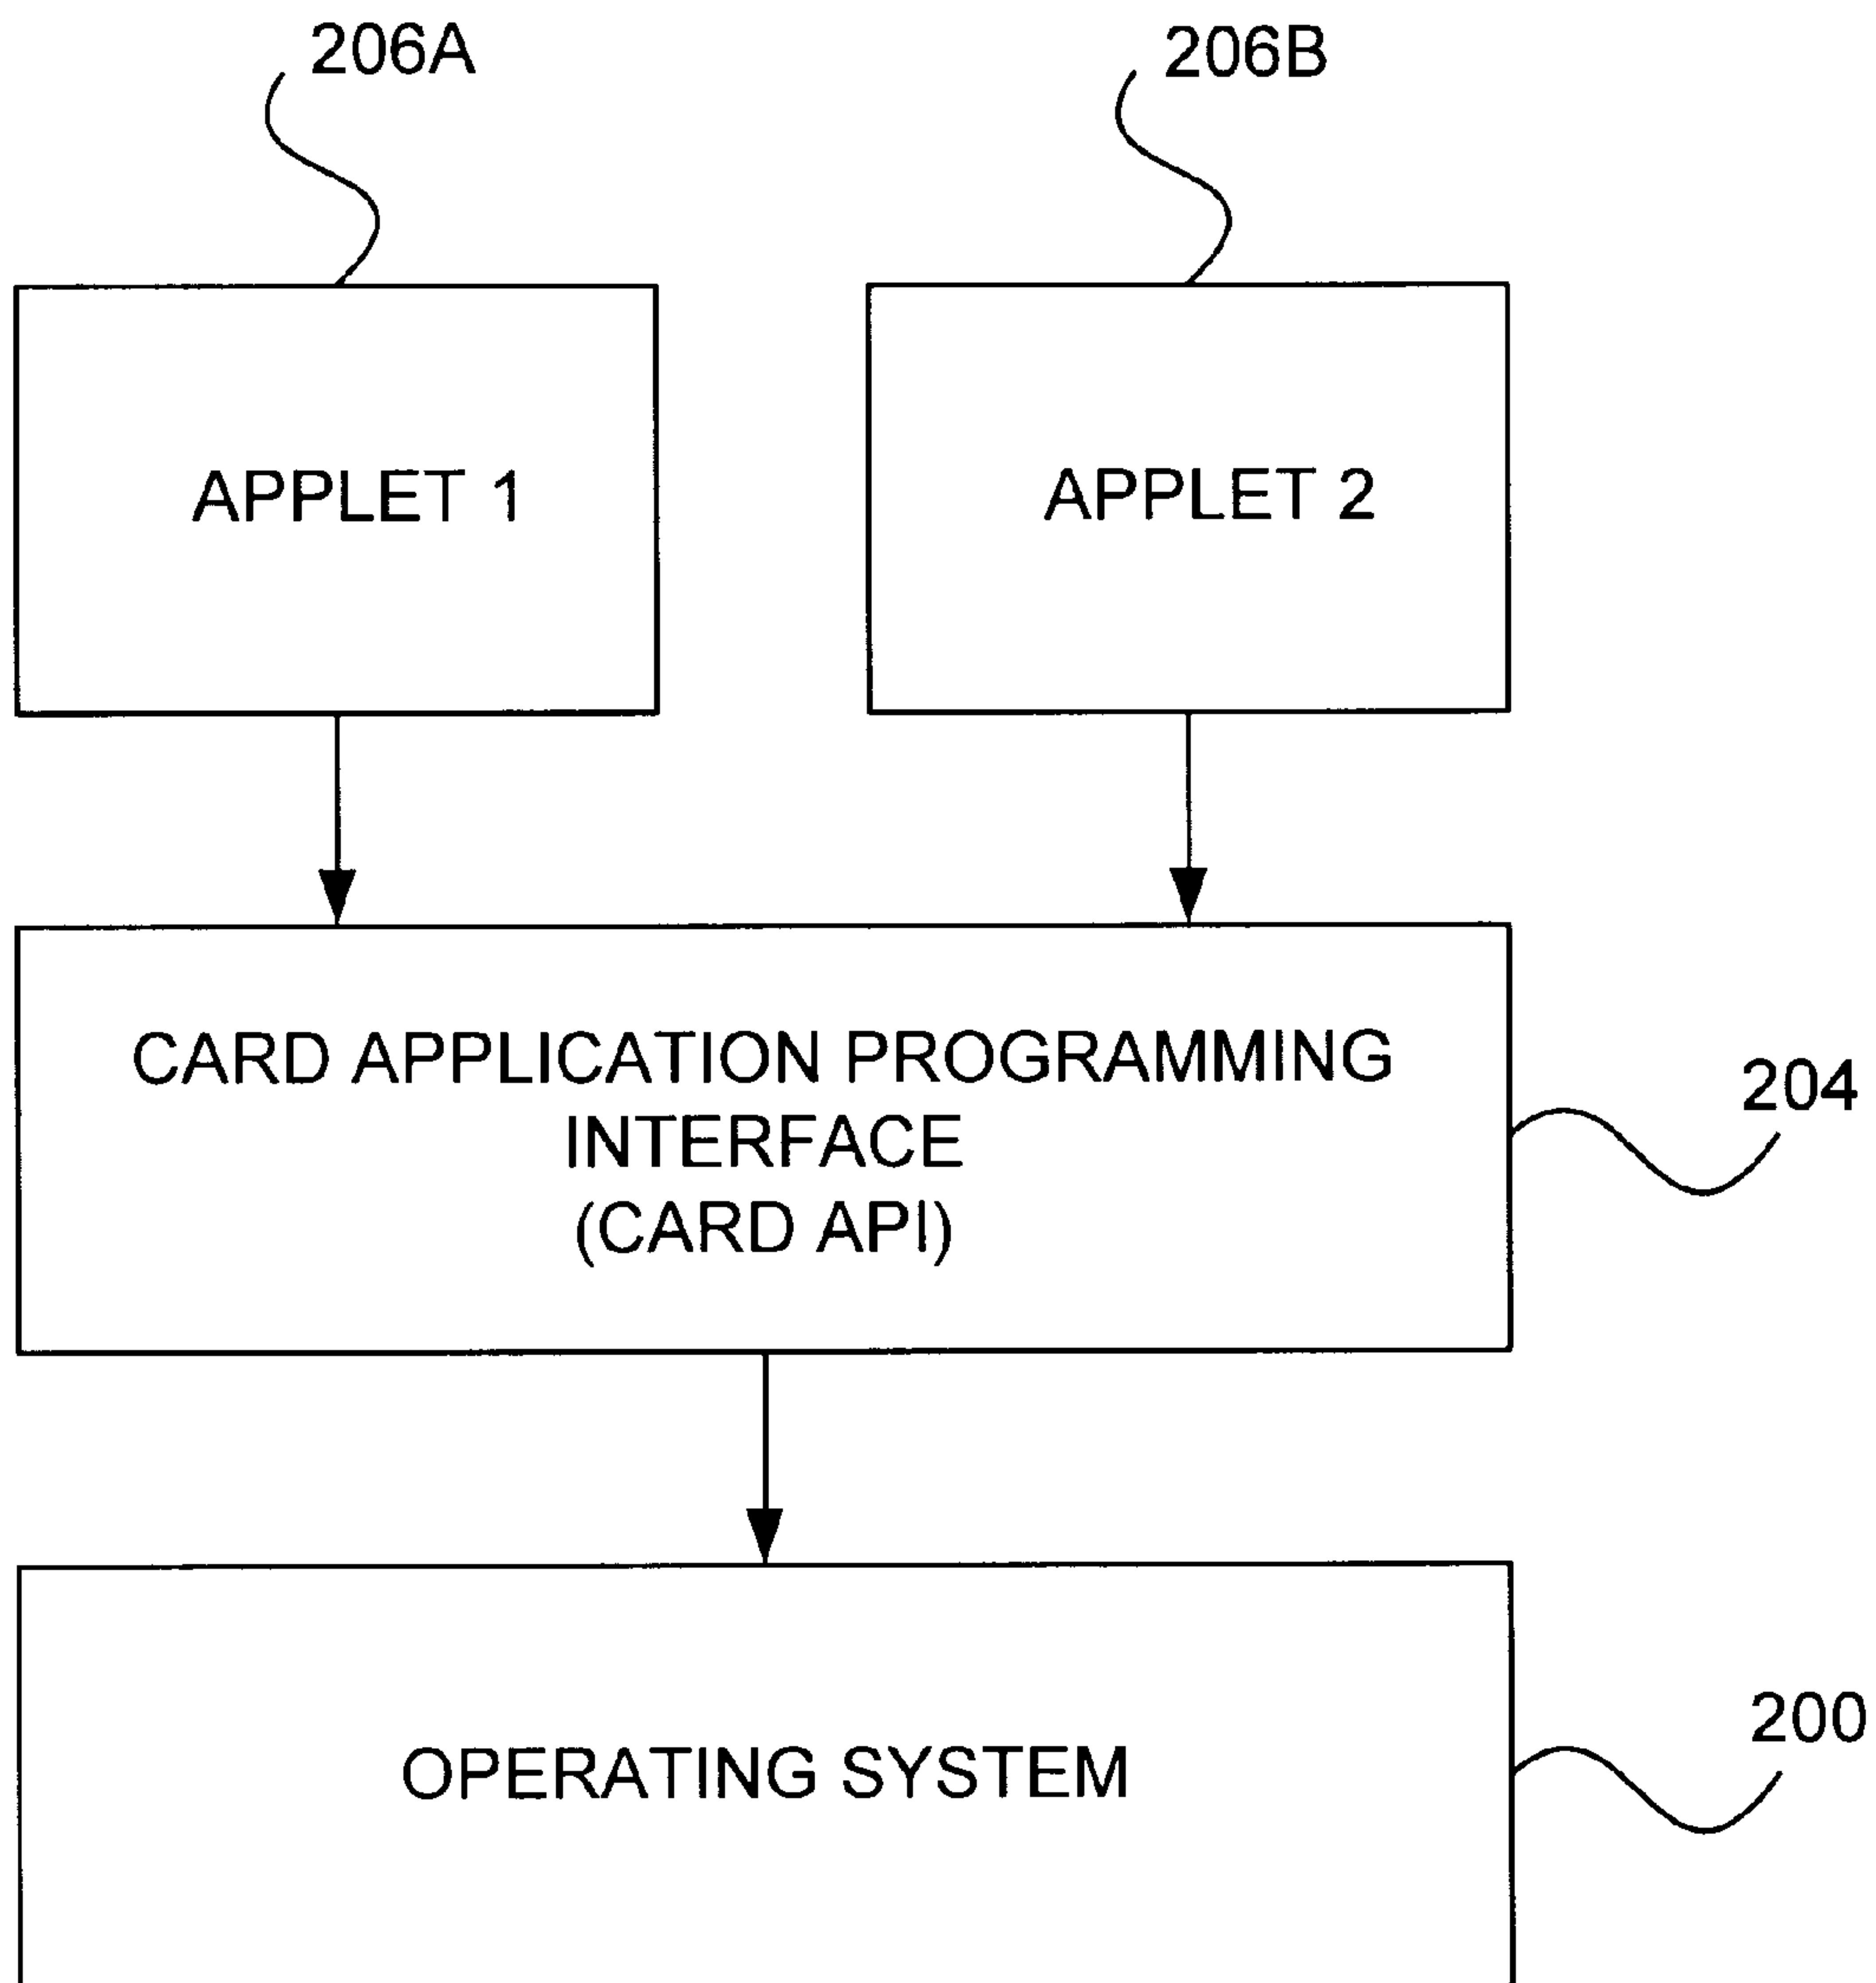 206A
206B
APPLET 1
APPLET 2
CARD APPLICATION PROGRAMMING
INTERFACE
(CARD API)
204
OPERATING SYSTEM
200